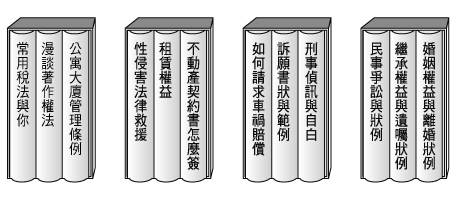 公寓大廈管理條例
漫談著作權法
常用稅法與你
不動產契約書怎麼簽
租賃權益
性侵害法律救援
刑事偵訊與自白
訴願書狀與範例
如何請求車禍賠償
婚姻權益與離婚狀例
繼承權益與遺囑狀例
民事爭訟與狀例